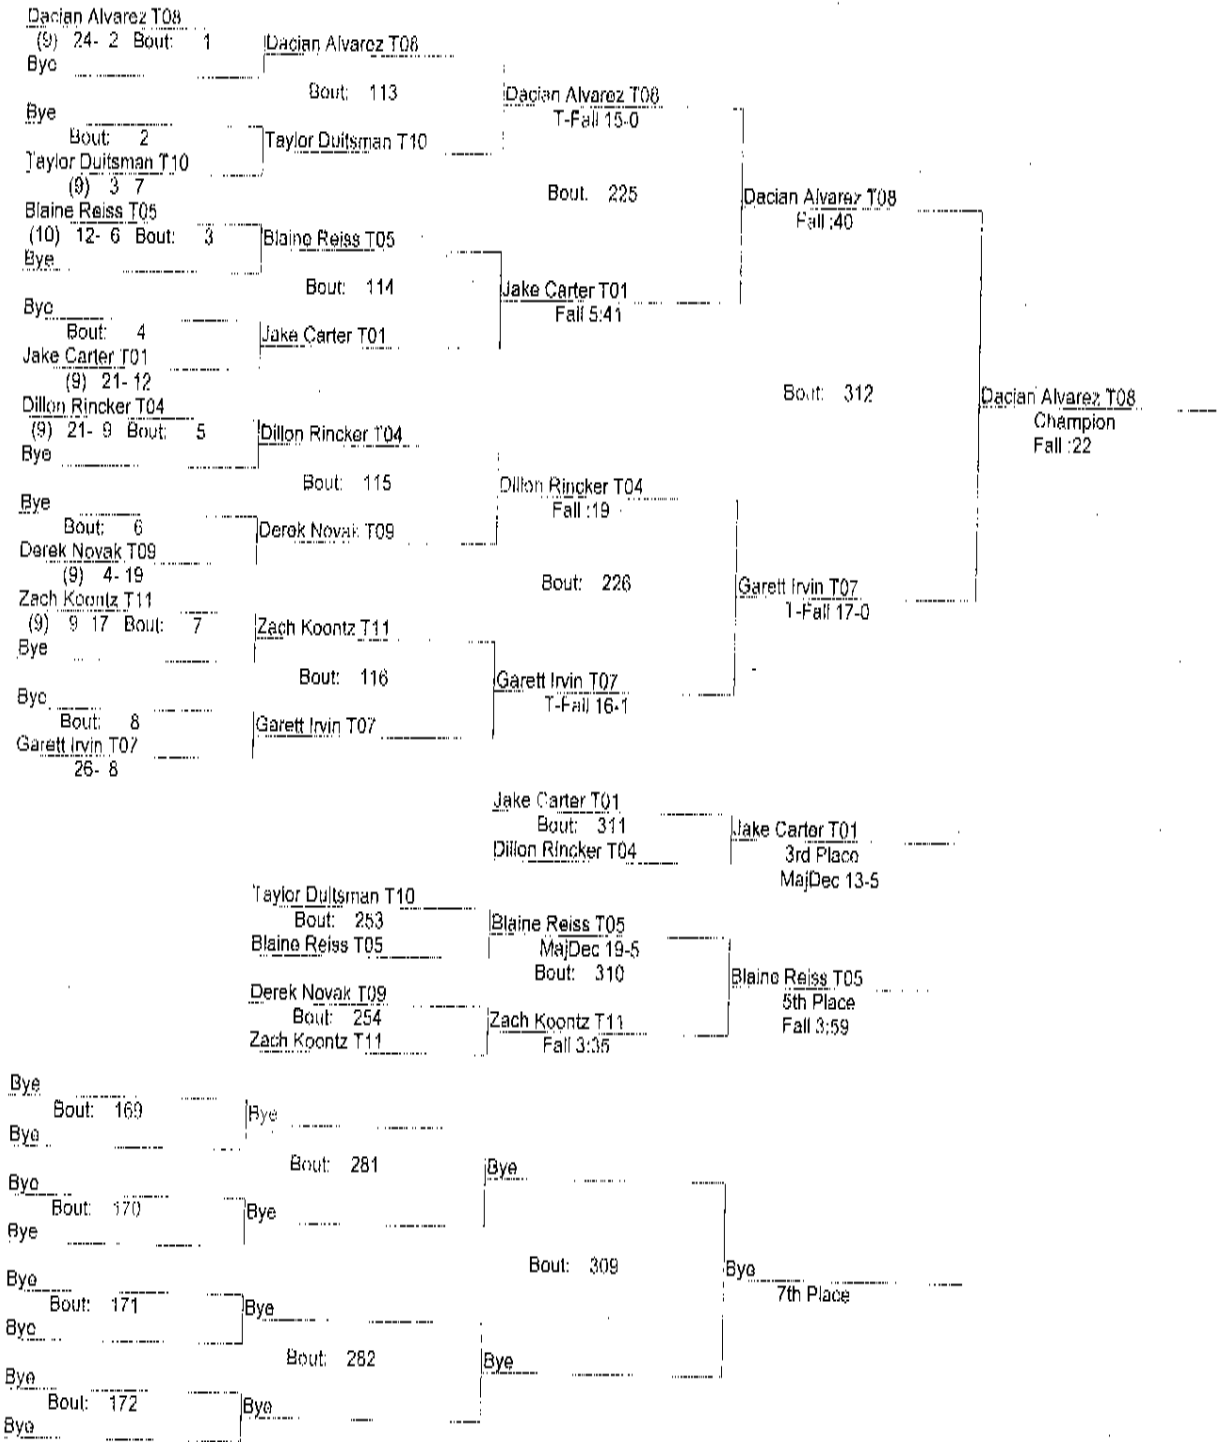 Dacian Alvarez T08
(9) 24- 2 Bout: 1
Bye
Dacian Alvarez T08
Bout: 113
Bye
Bout: 2
Taylor Duitsman T10
(9) 3 7
Taylor Duitsman T10
Dacian Alvarez T08
T-Fall 15-0
Bout. 225
Blaine Reiss T05
(10) 12- 6 Bout: 3
Bye
Blaine Reiss T05
Bout: 114
Bye
Bout: 4
Jake Carter T01
(9) 21- 12
Jake Carter T01
Jake Carter T01
Fall 5:41
Dacian Alvarez T08
Fall :40
Bout: 312
Dacian Alvarez T08
Champion
Fall :22
Dillon Rincker T04
(9) 21- 9 Bout: 5
Bye
Dillon Rincker T04
Bout: 115
Bye
Bout: 6
Derek Novak T09
(9) 4- 19
Derek Novak T09
Dillon Rincker T04
Fall :19
Bout: 226
Zach Koontz T11
(9) 9 17 Bout: 7
Bye
Zach Koontz T11
Bout: 116
Bye
Bout: 8
Garett Irvin T07
26- 8
Garett Irvin T07
Garett Irvin T07
T-Fall 16-1
Garett Irvin T07
T-Fall 17-0
Jake Carter T01
Bout: 311
Dillon Rincker T04
Jake Carter T01
3rd Place
MajDec 13-5
Taylor Duitsman T10
Bout: 253
Blaine Reiss T05
Blaine Reiss T05
MajDec 19-5
Bout: 310
Derek Novak T09
Bout: 254
Zach Koontz T11
Zach Koontz T11
Fall 3:35
Blaine Reiss T05
5th Place
Fall 3:59
Bye
Bout: 169
Bye
Bye
Bout: 281
Bye
Bout: 170
Bye
Bye
Bye
Bout: 309
Bye
7th Place
Bye
Bout: 171
Bye
Bye
Bout: 282
Bye
Bout: 172
Bye
Bye
Bye